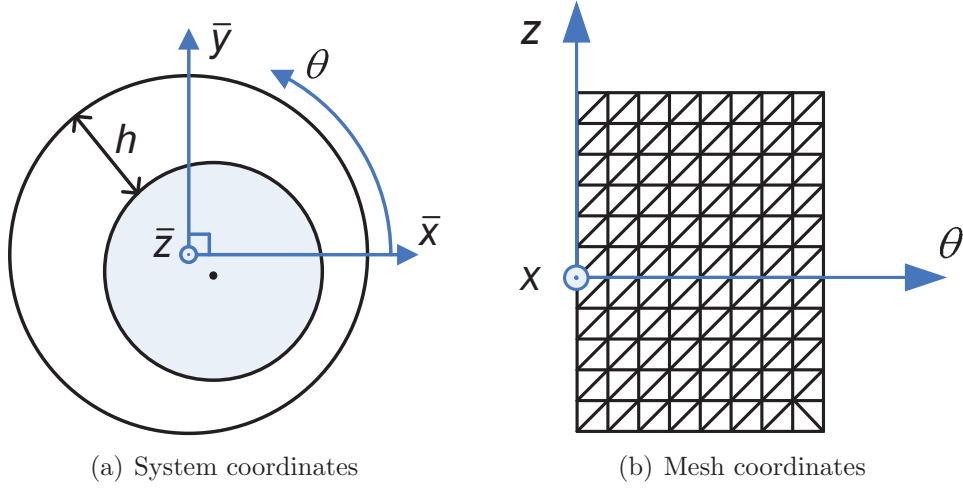 ȳ
θ
h
z̄
x̄
(a) System coordinates
z
θ
x
(b) Mesh coordinates